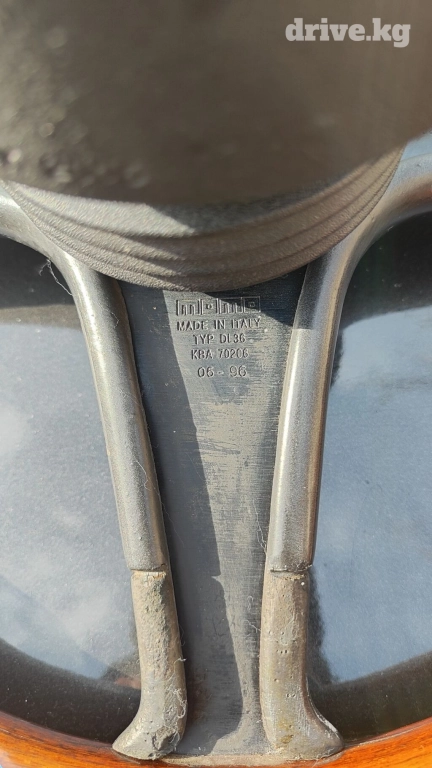 drive.kg
momo
MADE IN ITALY
TYP DL36
KBA 70206
06-96